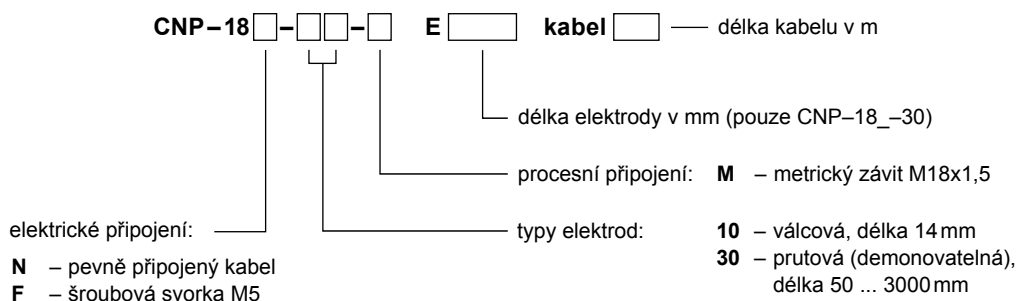 CNP–18 – – E kabel délka kabelu v m
délka elektrody v mm (pouze CNP–18_–30)
procesní připojení: M – metrický závit M18x1,5
elektrické připojení:
N – pevně připojený kabel
F – šroubová svorka M5
typy elektrod: 10 – válcová, délka 14 mm
30 – prutová (demonovatelná),
délka 50 ... 3000 mm